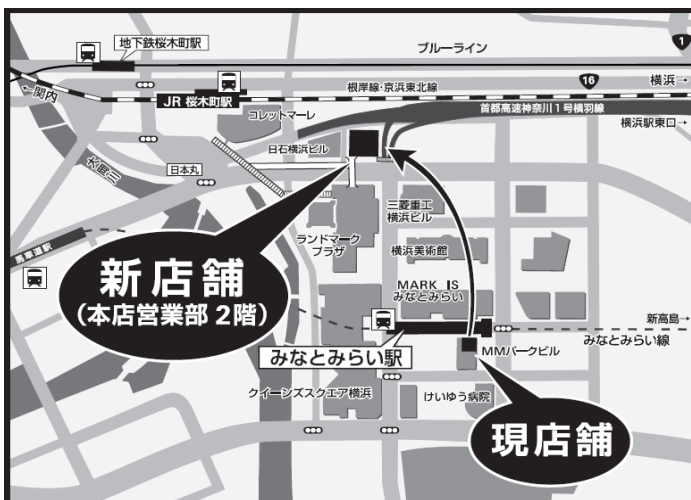 地下鉄桜木町駅
ブルーライン
1
16
横浜→
←関内
JR 桜木町駅
根岸線・京浜東北線
首都高速神奈川1号横羽線
横浜駅東口→
コレットマーレ
日石横浜ビル
日本丸
大岡川
馬車道駅
三菱重工
横浜ビル
ランドマーク
プラザ
横浜美術館
MARK IS
みなとみらい
新店舗
(本店営業部 2階)
新高島→
みなとみらい線
みなとみらい駅
MMパークビル
クイーンズスクエア横浜
けいゆう病院
現店舗